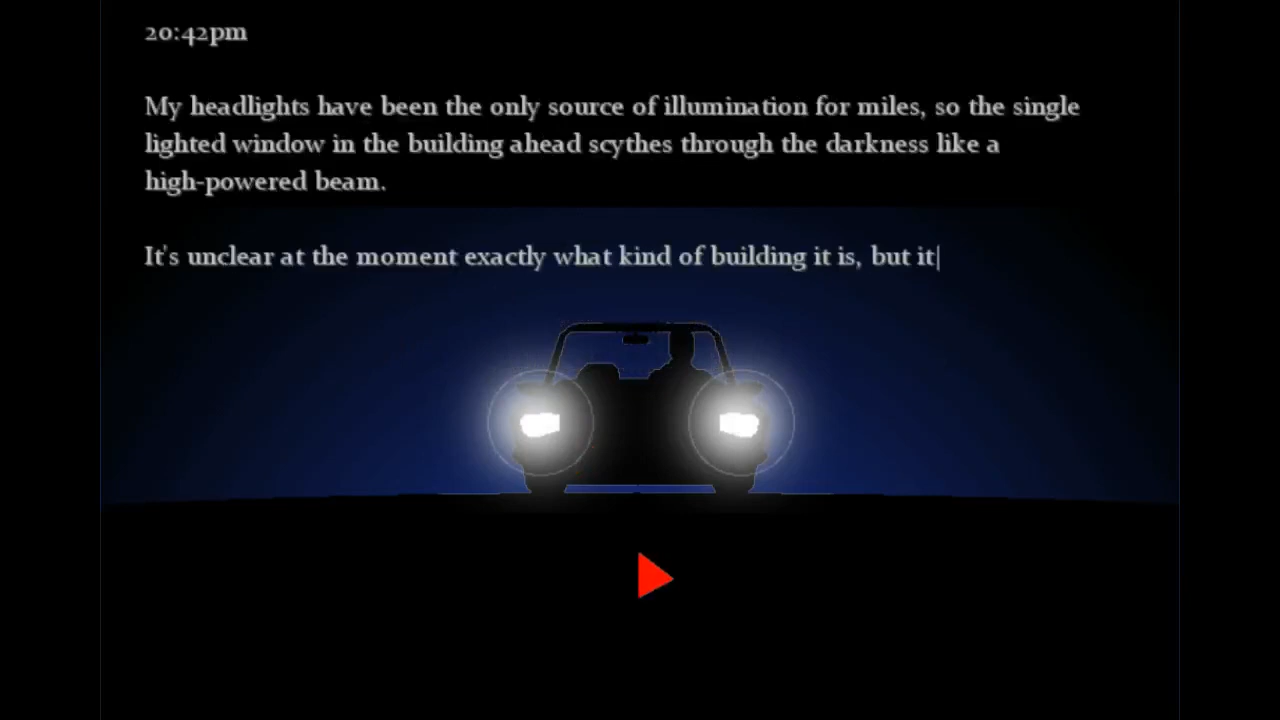 20:42pm
My headlights have been the only source of illumination for miles, so the single
lighted window in the building ahead scythes through the darkness like a
high-powered beam.
It's unclear at the moment exactly what kind of building it is, but it